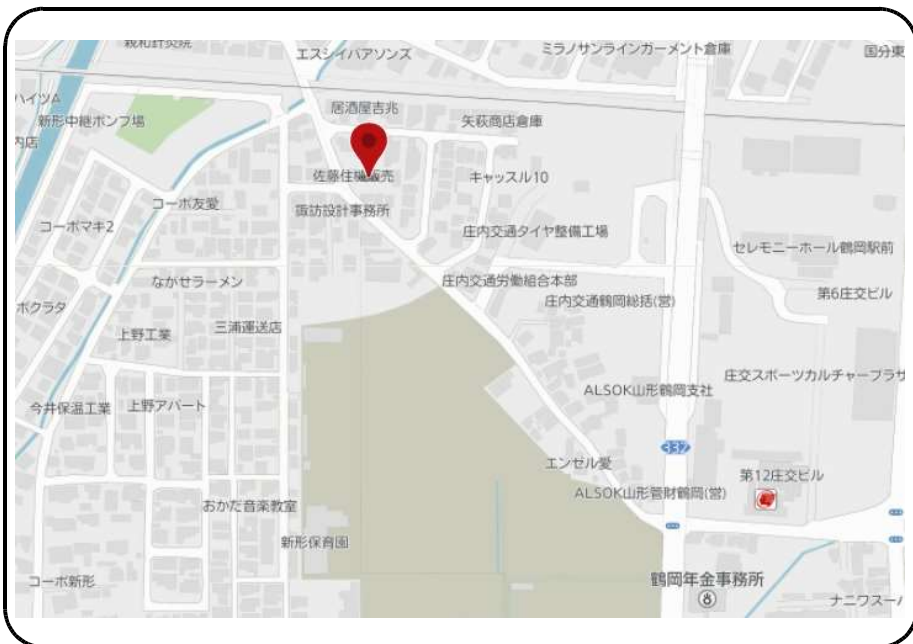 親和針灸院
エスシイバアソンズ
ミラノサンラインガーメント倉庫
国分東
ハイツA
居酒屋吉兆
新形中継ポンプ場
矢萩商店倉庫
内店
佐藤住機販売
キャッスル10
コーポ友愛
諏訪設計事務所
コーポマキ2
庄内交通タイヤ整備工場
セレモニーホール鶴岡駅前
ながせラーメン
庄内交通労働組合本部
第6庄交ビル
庄内交通鶴岡総括(営)
ボクラタ
上野工業
三浦運送店
庄交スポーツカルチャープラザ
ALSOK山形鶴岡支社
今井保温工業
上野アパート
332
エンゼル愛
第12庄交ビル
ALSOK山形管財鶴岡(営)
おかだ音楽教室
新形保育園
コーポ新形
鶴岡年金事務所
ナニワスーパ